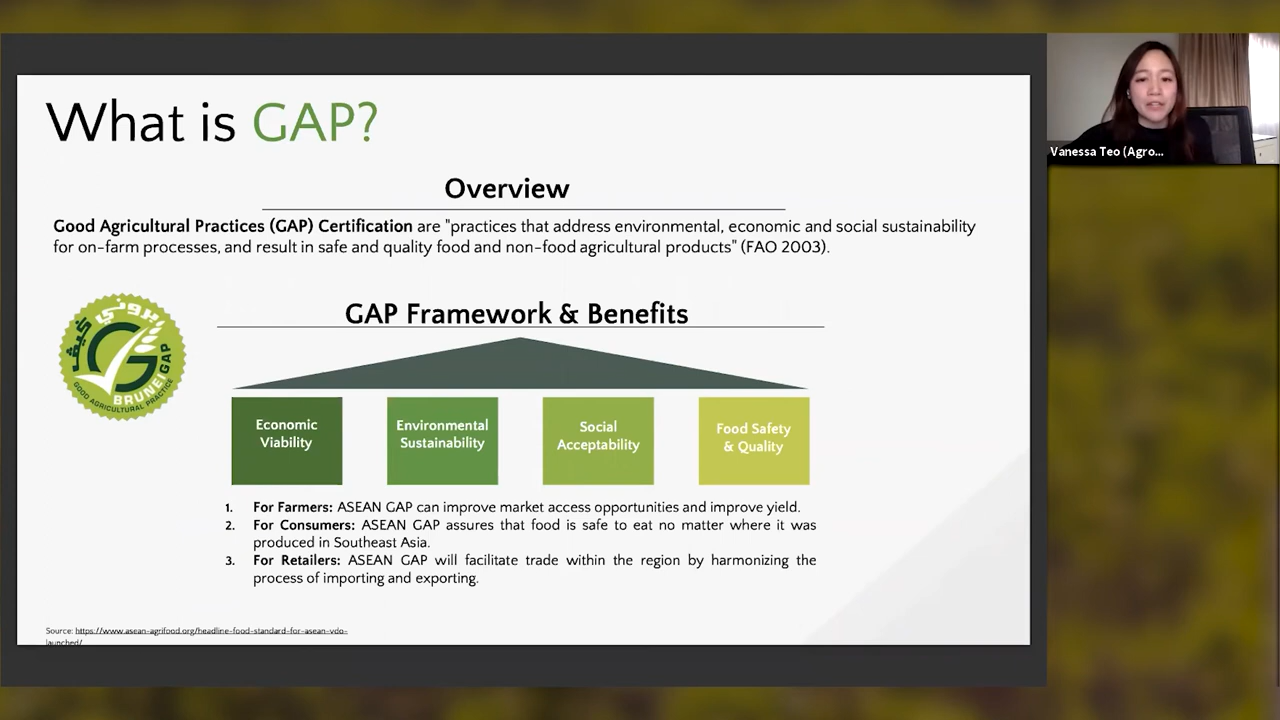 What is GAP?
Overview
Good Agricultural Practices (GAP) Certification are "practices that address environmental, economic and social sustainability
for on-farm processes, and result in safe and quality food and non-food agricultural products" (FAO 2003).
GAP Framework & Benefits
بروني كيف
BRUNEI GAP
GOOD AGRICULTURAL PRACTICE
Economic
Viability
Environmental
Sustainability
Social
Acceptability
Food Safety
& Quality
1. For Farmers: ASEAN GAP can improve market access opportunities and improve yield.
2. For Consumers: ASEAN GAP assures that food is safe to eat no matter where it was
produced in Southeast Asia.
3. For Retailers: ASEAN GAP will facilitate trade within the region by harmonizing the
process of importing and exporting.
Source: https://www.asean-agrifood.org/headline-food-standard-for-asean-vdo-
launched/
Vanessa Teo (Agro...